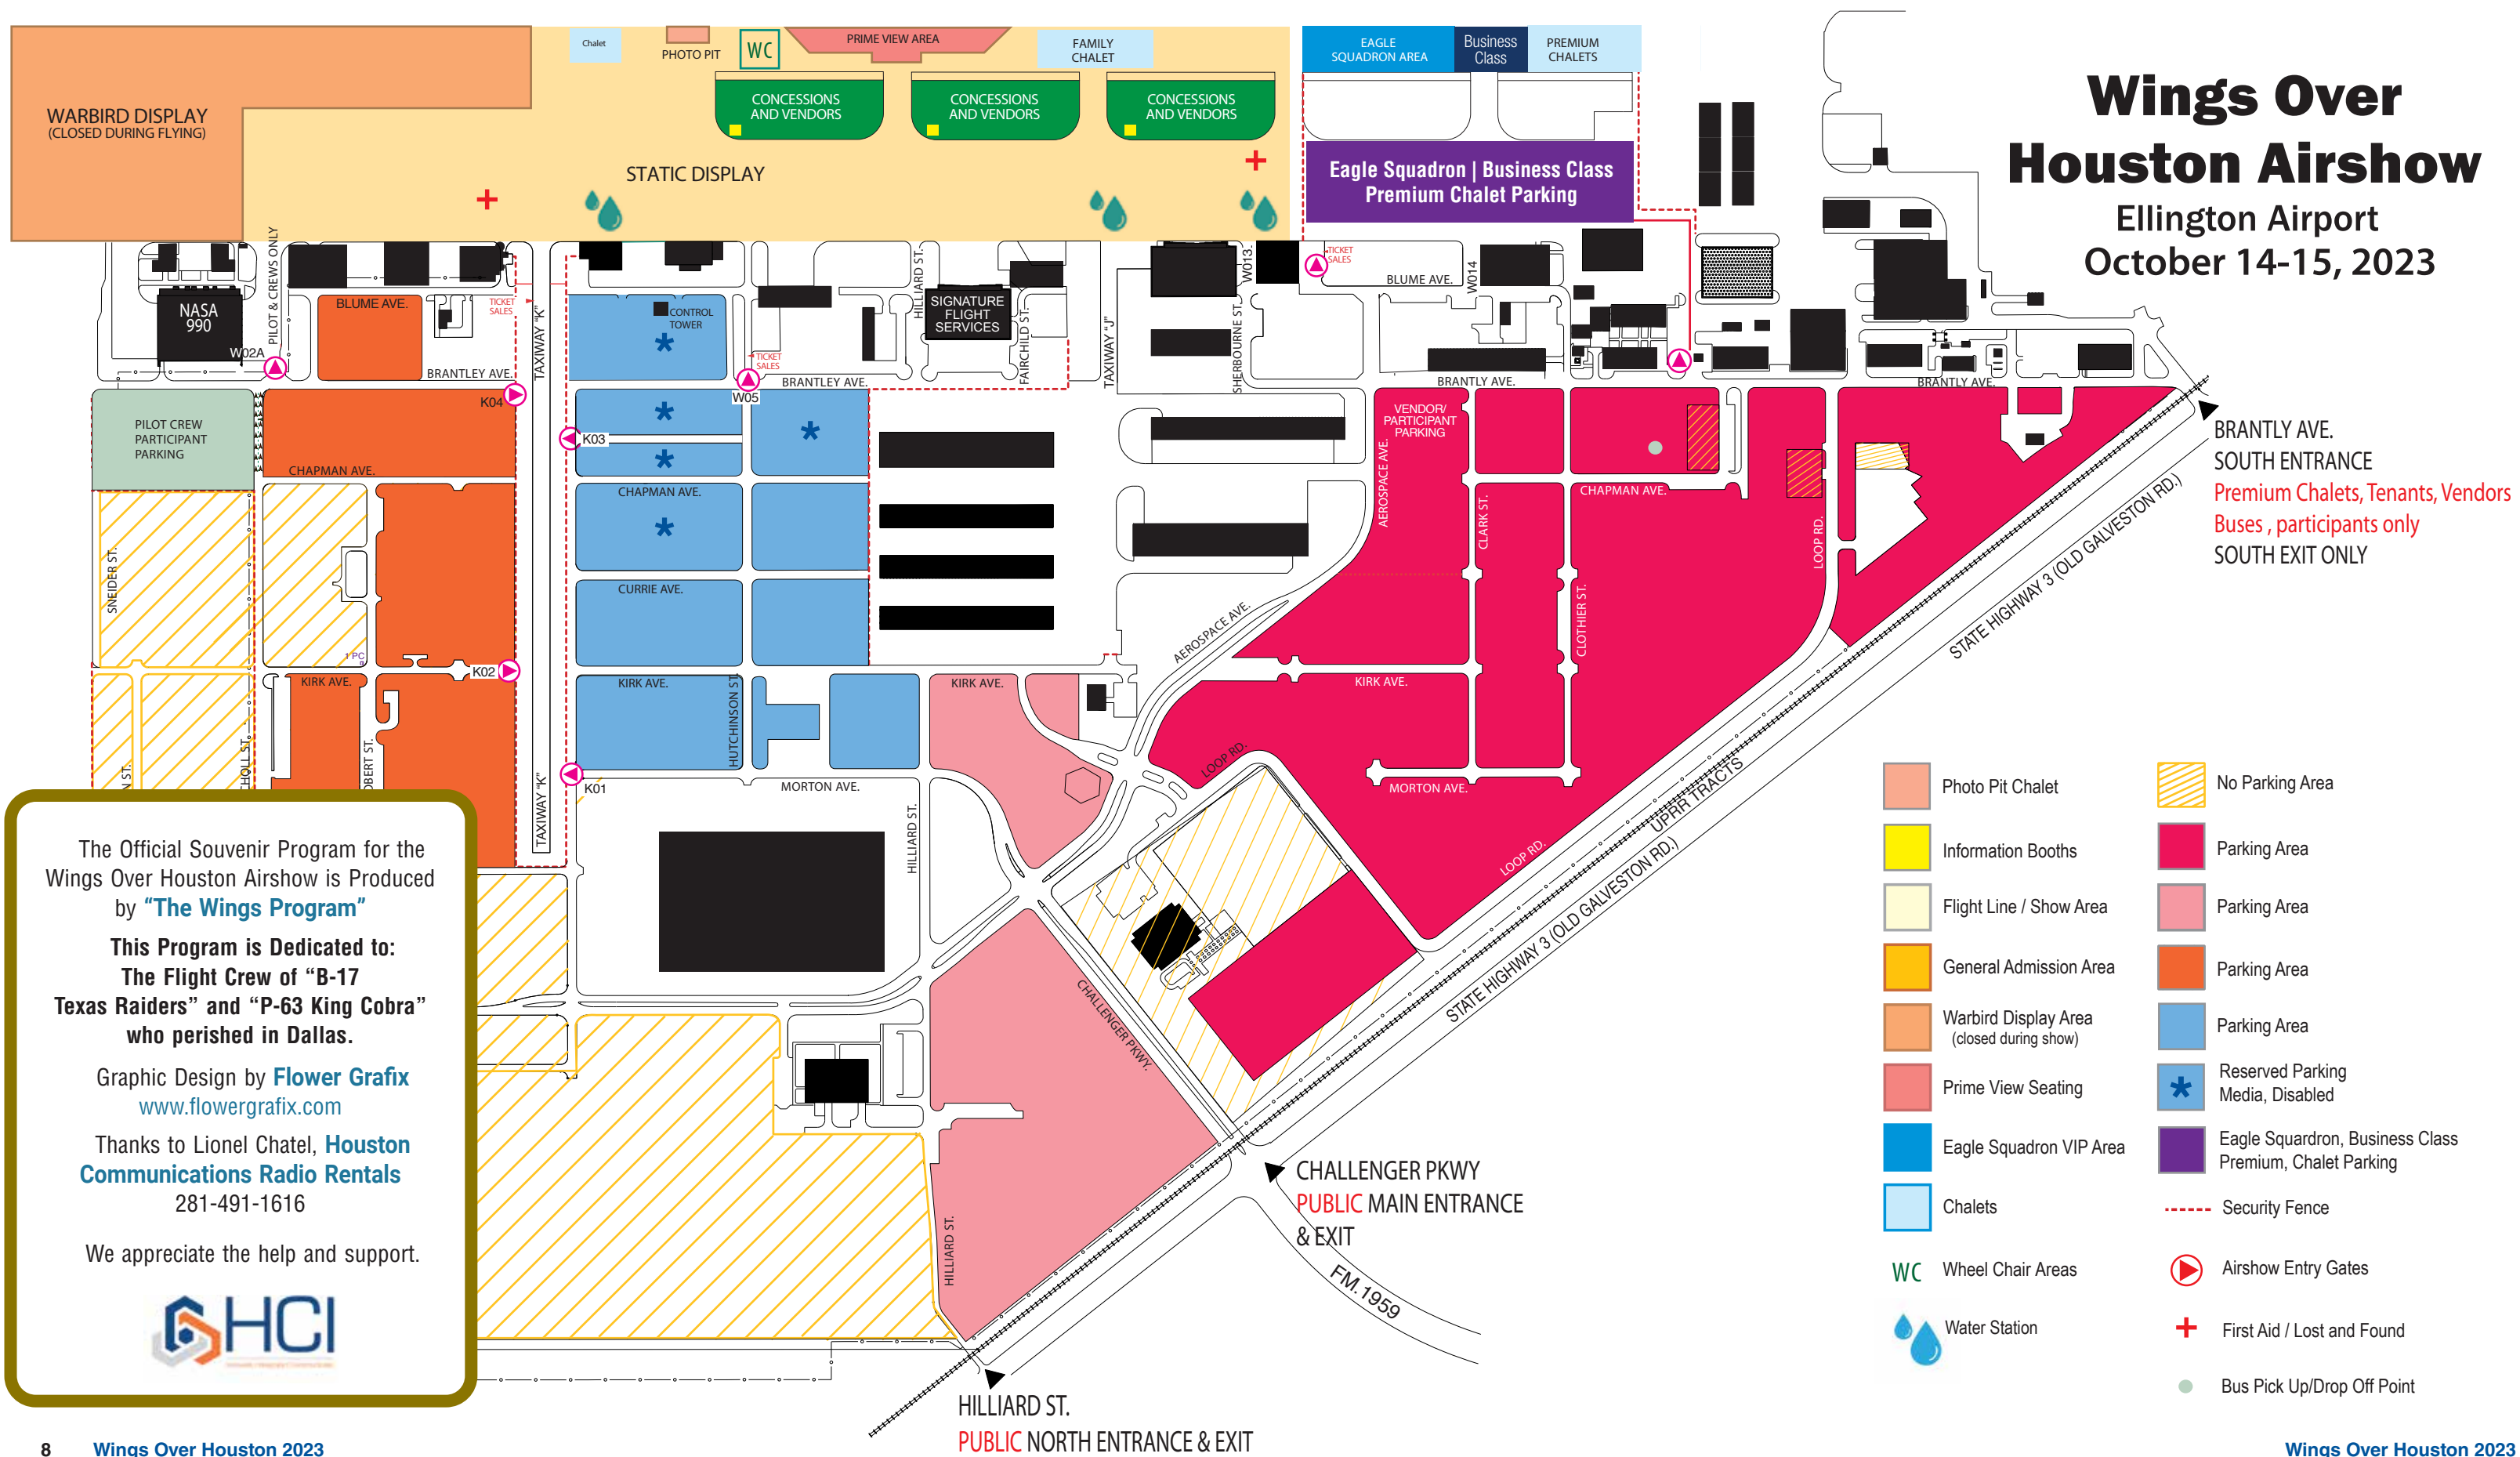 Chalet
PHOTO PIT
WC
PRIME VIEW AREA
FAMILY
CHALET
EAGLE
SQUADRON AREA
Business
Class
PREMIUM
CHALETS
WARBIRD DISPLAY
(CLOSED DURING FLYING)
CONCESSIONS
AND VENDORS
CONCESSIONS
AND VENDORS
CONCESSIONS
AND VENDORS
STATIC DISPLAY
Eagle Squadron | Business Class
Premium Chalet Parking
Wings Over
Houston Airshow
Ellington Airport
October 14-15, 2023
NASA
990
W02A
PILOT & CREWS ONLY
BLUME AVE.
BRANTLEY AVE.
TICKET
SALES
TAXIWAY "K"
CONTROL
TOWER
TICKET
SALES
BRANTLEY AVE.
W05
HILLIARD ST.
SIGNATURE
FLIGHT
SERVICES
FAIRCHILD ST.
TAXIWAY "J"
SHERBOURNE ST.
W013.
TICKET
SALES
BLUME AVE.
W014
BRANTLY AVE.
BRANTLY AVE.
K04
K03
PILOT CREW
PARTICIPANT
PARKING
CHAPMAN AVE.
CHAPMAN AVE.
VENDOR/
PARTICIPANT
PARKING
AEROSPACE AVE.
CLARK ST.
CHAPMAN AVE.
LOOP RD.
CLOTHIER ST.
BRANTLY AVE.
SOUTH ENTRANCE
Premium Chalets, Tenants, Vendors
Buses , participants only
SOUTH EXIT ONLY
STATE HIGHWAY 3 (OLD GALVESTON RD.)
SNEIDER ST.
CURRIE AVE.
AEROSPACE AVE.
1 PC
K02
KIRK AVE.
KIRK AVE.
HUTCHINSON ST.
KIRK AVE.
KIRK AVE.
LOOP RD.
N ST.
HOLL ST.
OBERT ST.
TAXIWAY "K"
K01
MORTON AVE.
MORTON AVE.
HILLIARD ST.
LOOP RD.
UPRR TRACTS
STATE HIGHWAY 3 (OLD GALVESTON RD.)
CHALLENGER PKWY.
HILLIARD ST.
CHALLENGER PKWY
PUBLIC MAIN ENTRANCE
& EXIT
FM.1959
HILLIARD ST.
PUBLIC NORTH ENTRANCE & EXIT
The Official Souvenir Program for the
Wings Over Houston Airshow is Produced
by “The Wings Program”
This Program is Dedicated to:
The Flight Crew of “B-17
Texas Raiders” and “P-63 King Cobra”
who perished in Dallas.
Graphic Design by Flower Grafix
www.flowergrafix.com
Thanks to Lionel Chatel, Houston
Communications Radio Rentals
281-491-1616
We appreciate the help and support.
HCI
Photo Pit Chalet
Information Booths
Flight Line / Show Area
General Admission Area
Warbird Display Area
(closed during show)
Prime View Seating
Eagle Squadron VIP Area
Chalets
WC Wheel Chair Areas
Water Station
No Parking Area
Parking Area
Parking Area
Parking Area
Parking Area
Reserved Parking
Media, Disabled
Eagle Squardron, Business Class
Premium, Chalet Parking
Security Fence
Airshow Entry Gates
First Aid / Lost and Found
Bus Pick Up/Drop Off Point
8 Wings Over Houston 2023
Wings Over Houston 2023